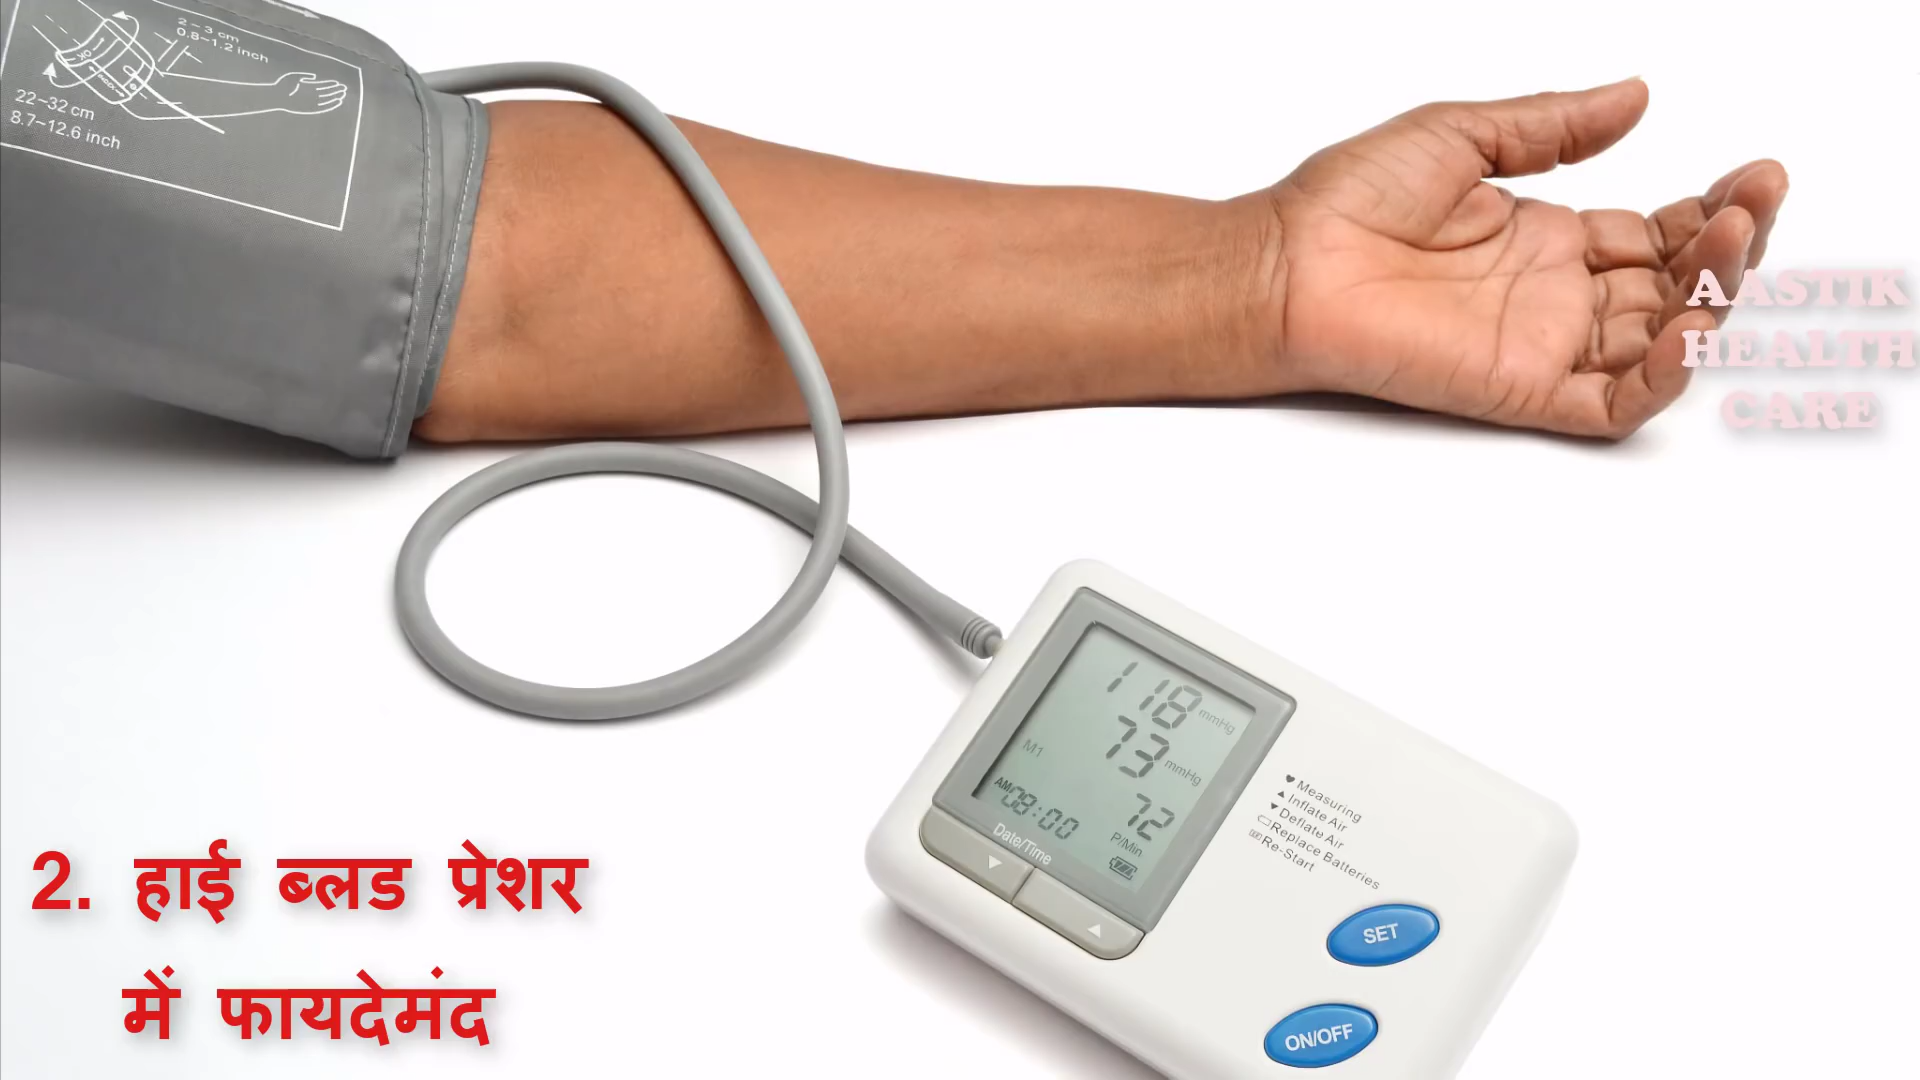 2 – 3 cm
0.8–1.2 inch
22–32 cm
8.7–12.6 inch
AASTIK
HEALTH
CARE
118 mmHg
73 mmHg
M1
AM 08:00
72
P/Min
Date/Time
Measuring
Inflate Air
Deflate Air
Replace Batteries
Re-Start
SET
ON/OFF
2. हाई ब्लड प्रेशर
में फायदेमंद